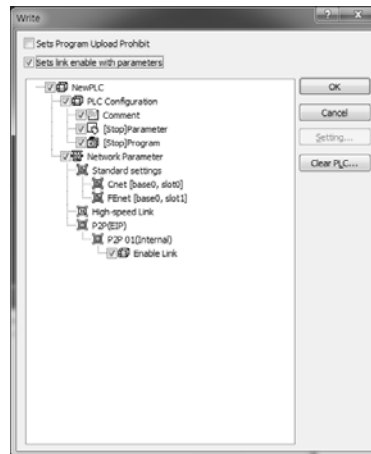 Write
Sets Program Upload Prohibit
Sets link enable with parameters
NewPLC
PLC Configuration
Comment
[Stop]Parameter
[Stop]Program
Network Parameter
Standard settings
Cnet [base0, slot0]
FEnet [base0, slot1]
High-speed Link
P2P(EIP)
P2P 01(Internal)
Enable Link
OK
Cancel
Setting...
Clear PLC...